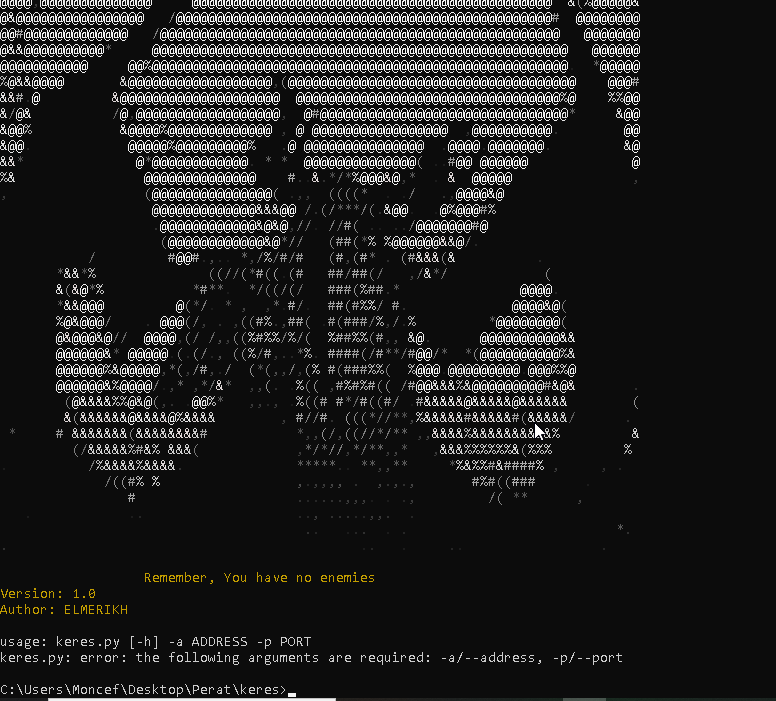 Remember, You have no enemies
Version: 1.0
Author: ELMERIKH
usage: keres.py [-h] -a ADDRESS -p PORT
keres.py: error: the following arguments are required: -a/--address, -p/--port
C:\Users\Moncef\Desktop\Perat\keres>